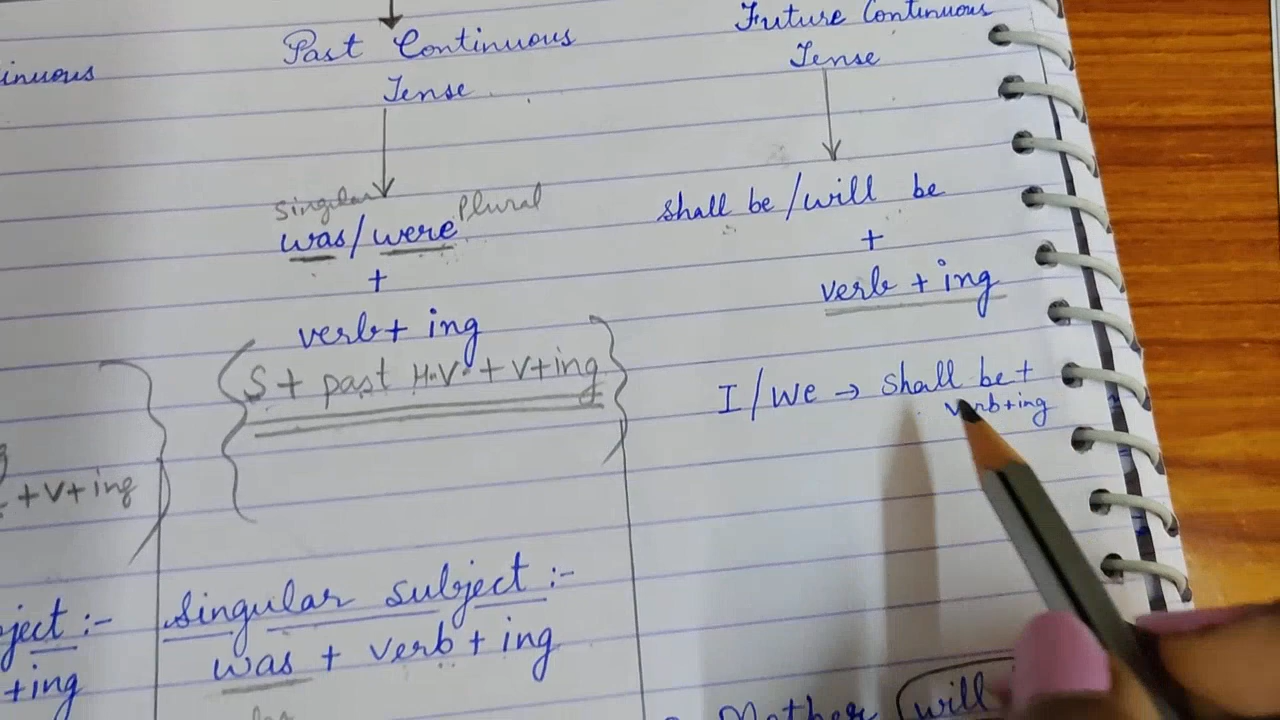 inuous
Past Continuous
Tense
Singular Plural
was/were
+
verb+ ing
S + past H.V. + V+ing
+V+ing
ject :-
+ing
Singular subject :-
was + verb + ing
Future Continuous
Tense
shall be/will be
+
verb + ing
I/We → shall be+
verb+ing
Mother will